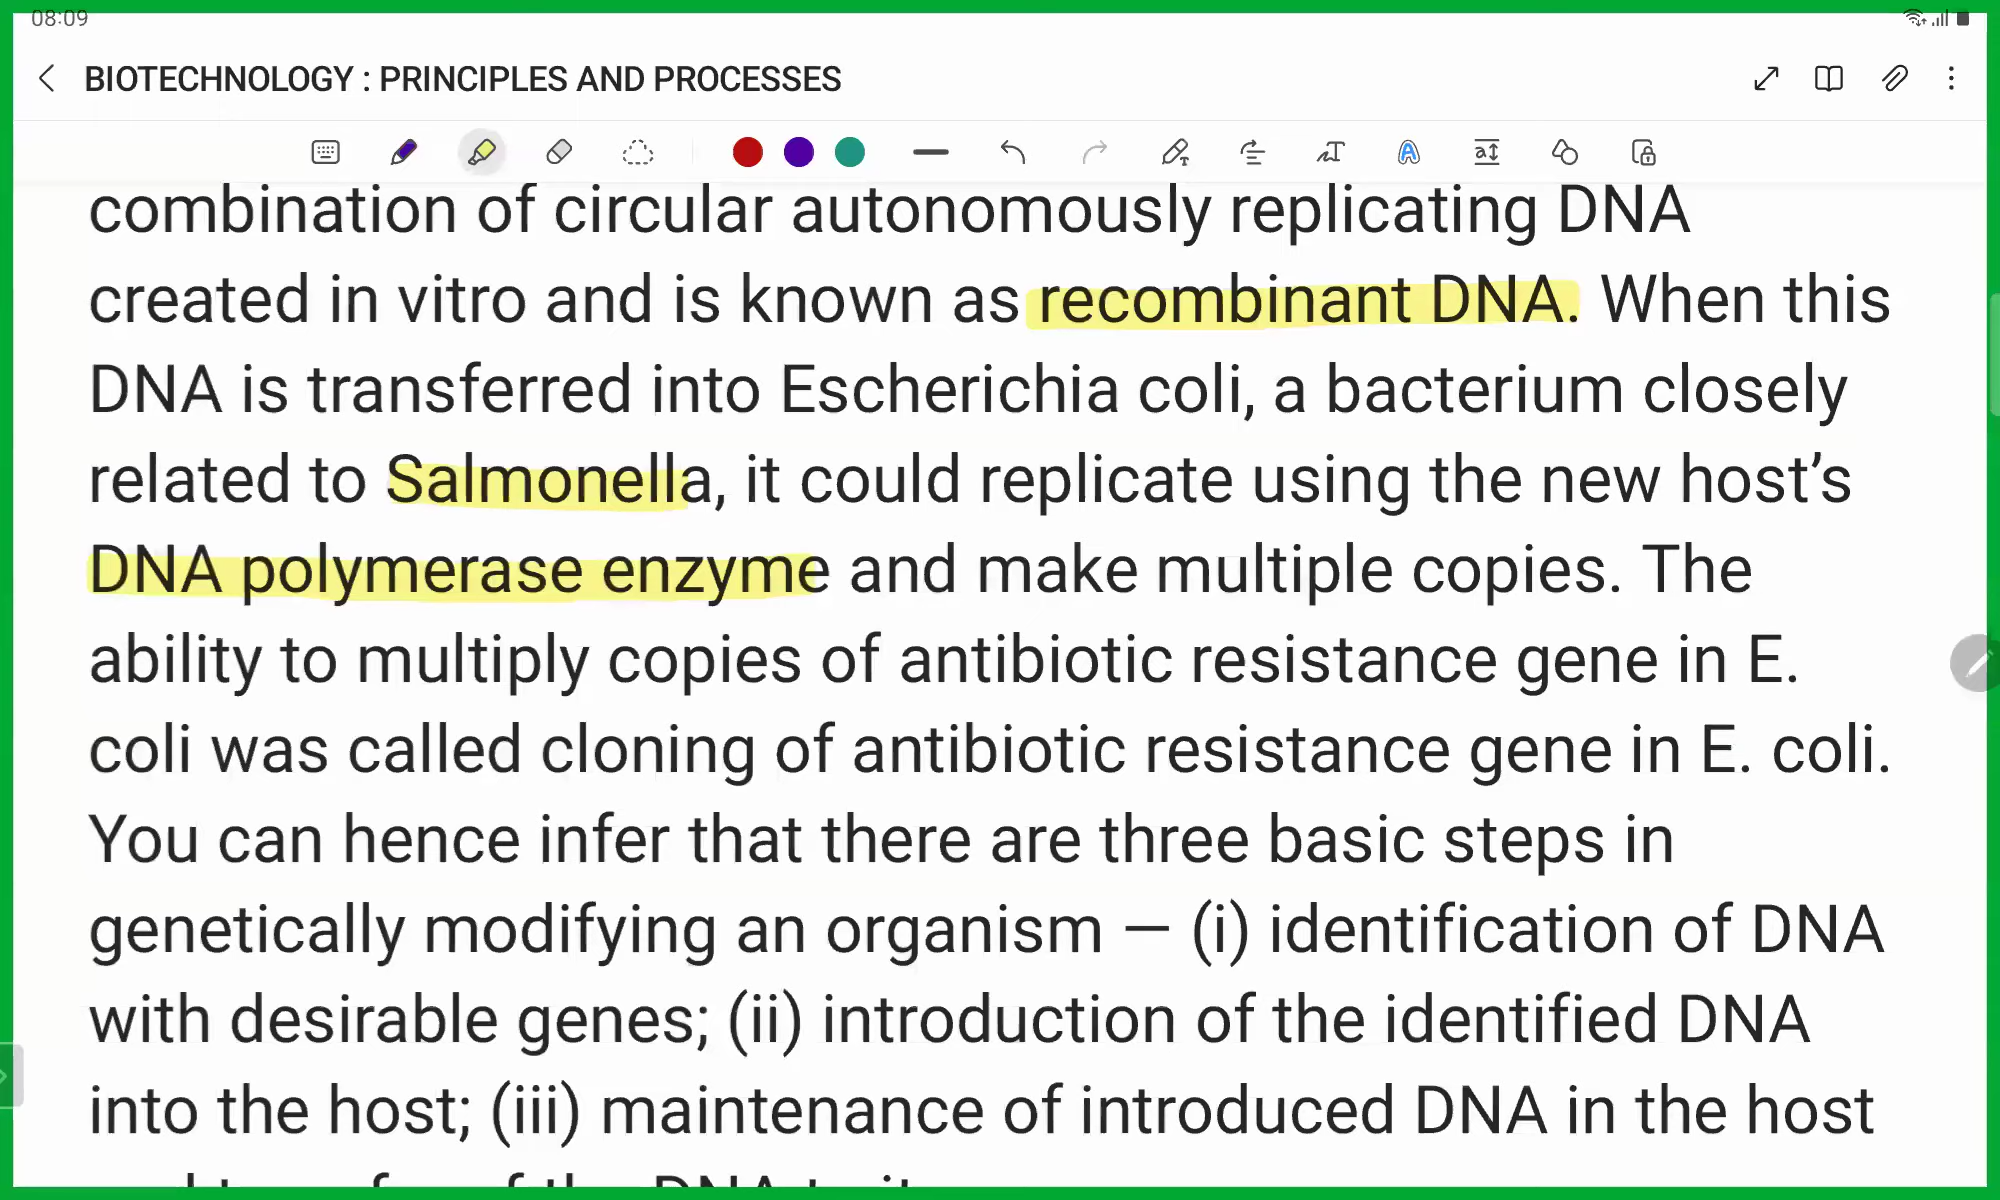 08:09
BIOTECHNOLOGY : PRINCIPLES AND PROCESSES
combination of circular autonomously replicating DNA
created in vitro and is known as recombinant DNA. When this
DNA is transferred into Escherichia coli, a bacterium closely
related to Salmonella, it could replicate using the new host’s
DNA polymerase enzyme and make multiple copies. The
ability to multiply copies of antibiotic resistance gene in E.
coli was called cloning of antibiotic resistance gene in E. coli.
You can hence infer that there are three basic steps in
genetically modifying an organism — (i) identification of DNA
with desirable genes; (ii) introduction of the identified DNA
into the host; (iii) maintenance of introduced DNA in the host